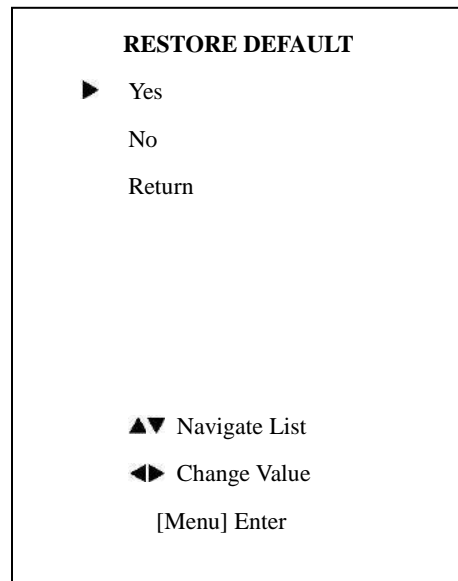 RESTORE DEFAULT
▶ Yes
No
Return
▲▼ Navigate List
◀▶ Change Value
[Menu] Enter